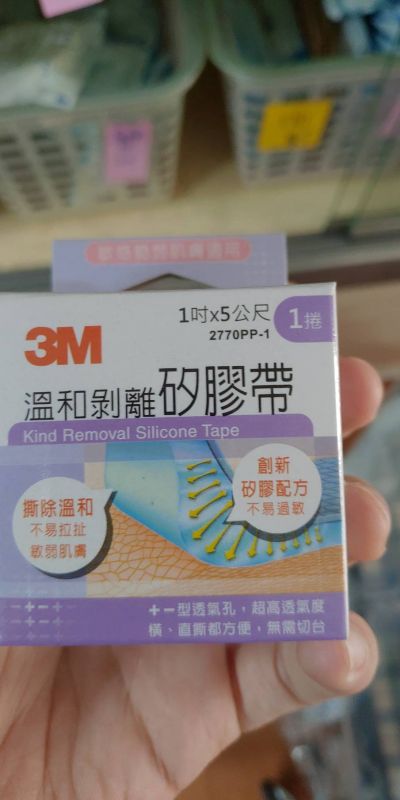 敏感脆弱肌膚適用
1吋x5公尺
1捲
2770PP-1
3M
溫和剝離矽膠帶
Kind Removal Silicone Tape
撕除溫和
不易拉扯
敏弱肌膚
創新
矽膠配方
不易過敏
+-型透氣孔，超高透氣度
橫、直撕都方便，無需切台